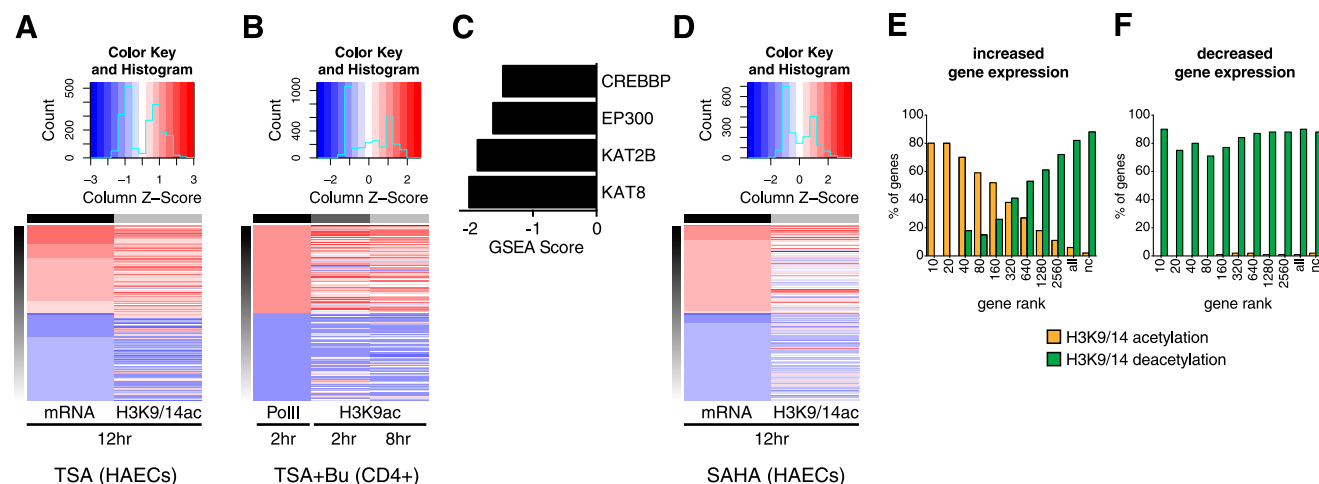 A
Color Key
and Histogram
Count
0 200 500
−3 −1 1 3
Column Z−Score
mRNA H3K9/14ac
12hr
TSA (HAECs)
B
Color Key
and Histogram
Count
0 400 1000
−2 0 2
Column Z−Score
PolII H3K9ac
2hr 2hr 8hr
TSA+Bu (CD4+)
C
CREBBP
EP300
KAT2B
KAT8
−1 0
GSEA Score
D
Color Key
and Histogram
Count
0 200 600
−2 0 2
Column Z−Score
mRNA H3K9/14ac
12hr
SAHA (HAECs)
E
increased
gene expression
% of genes
100
80
60
40
20
0
10 20 40 80 160 320 640 1280 2560 all nc
gene rank
F
decreased
gene expression
% of genes
100
80
60
40
20
0
10 20 40 80 160 320 640 1280 2560 all nc
gene rank
H3K9/14 acetylation
H3K9/14 deacetylation